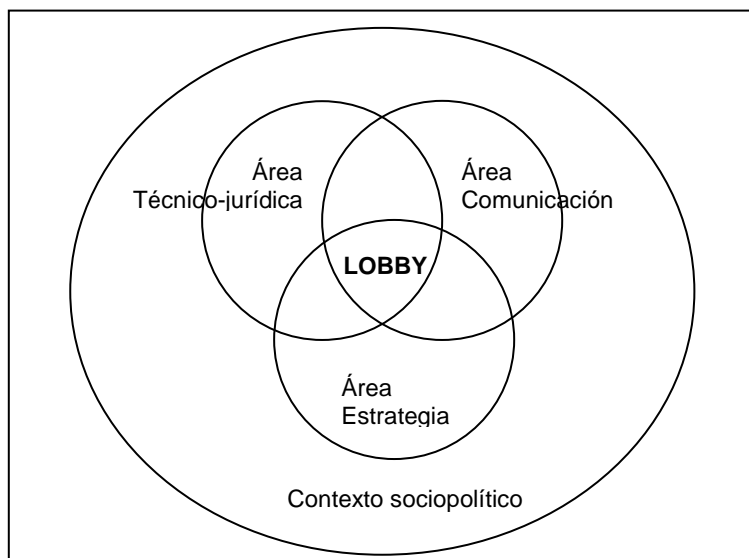 Área
Técnico-jurídica
Área
Comunicación
LOBBY
Área
Estrategia
Contexto sociopolítico